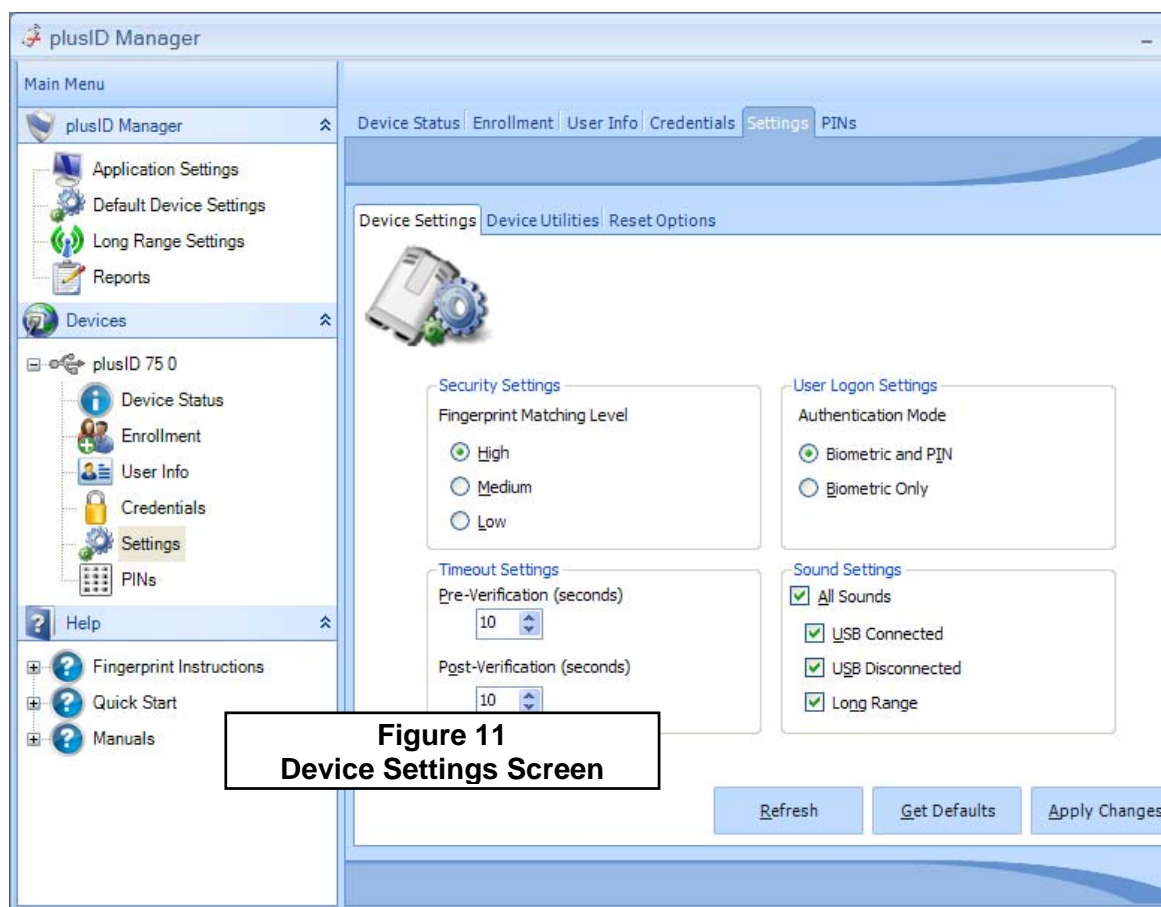 plusID Manager
Main Menu
plusID Manager
Application Settings
Default Device Settings
Long Range Settings
Reports
Devices
plusID 75 0
Device Status
Enrollment
User Info
Credentials
Settings
PINs
Help
Fingerprint Instructions
Quick Start
Manuals
Device Status Enrollment User Info Credentials Settings PINs
Device Settings Device Utilities Reset Options
Security Settings
Fingerprint Matching Level
High
Medium
Low
User Logon Settings
Authentication Mode
Biometric and PIN
Biometric Only
Timeout Settings
Pre-Verification (seconds)
10
Post-Verification (seconds)
10
Sound Settings
All Sounds
USB Connected
USB Disconnected
Long Range
Figure 11
Device Settings Screen
Refresh Get Defaults Apply Changes